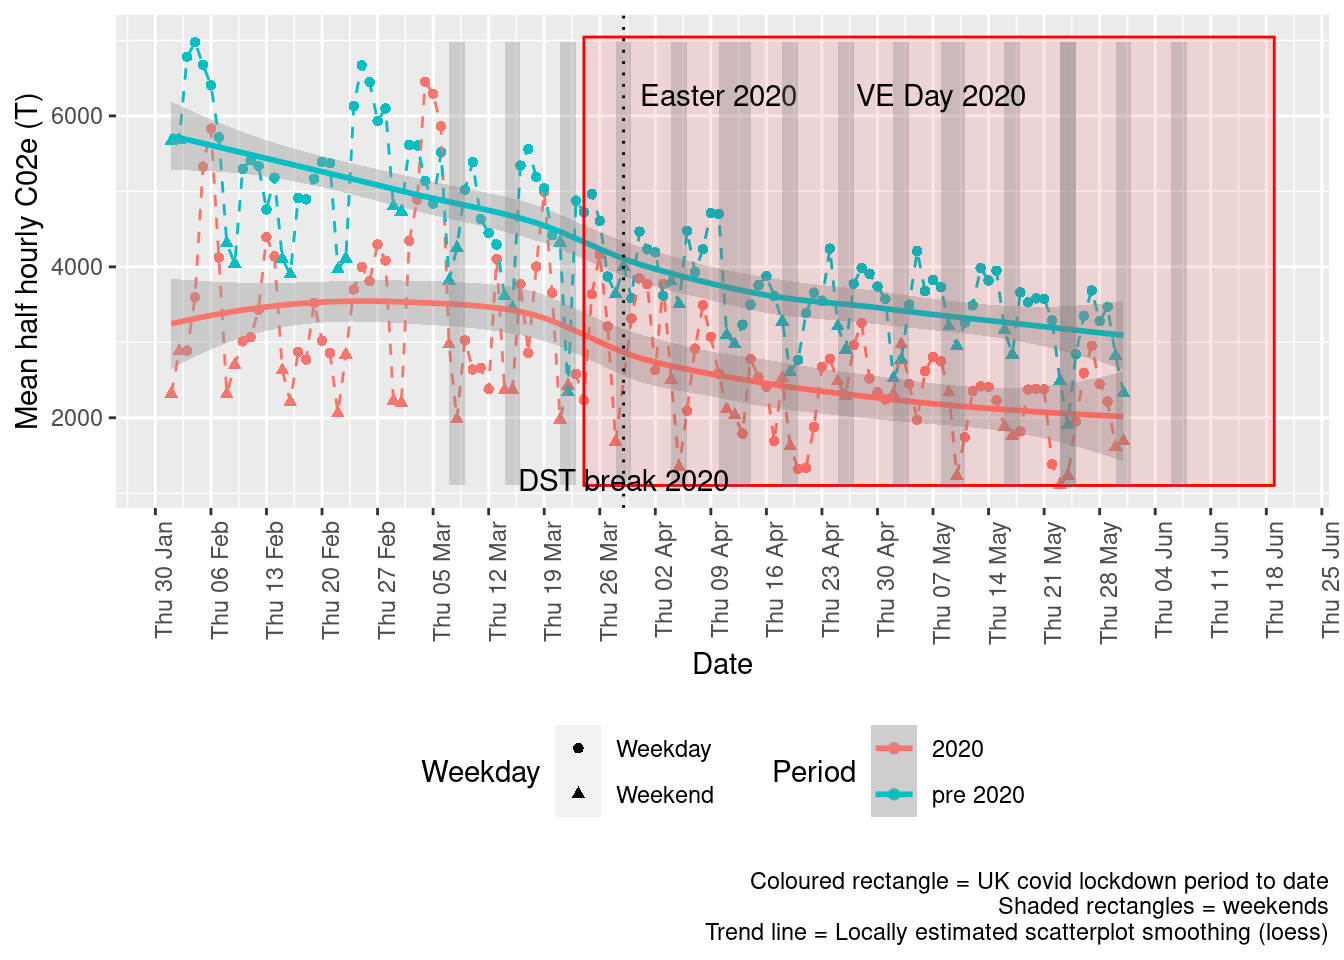 Mean half hourly C02e (T)
6000
4000
2000
Easter 2020
VE Day 2020
DST break 2020
Thu 30 Jan
Thu 06 Feb
Thu 13 Feb
Thu 20 Feb
Thu 27 Feb
Thu 05 Mar
Thu 12 Mar
Thu 19 Mar
Thu 26 Mar
Thu 02 Apr
Thu 09 Apr
Thu 16 Apr
Thu 23 Apr
Thu 30 Apr
Thu 07 May
Thu 14 May
Thu 21 May
Thu 28 May
Thu 04 Jun
Thu 11 Jun
Thu 18 Jun
Thu 25 Jun
Date
Weekday
Weekday
Weekend
Period
2020
pre 2020
Coloured rectangle = UK covid lockdown period to date
Shaded rectangles = weekends
Trend line = Locally estimated scatterplot smoothing (loess)